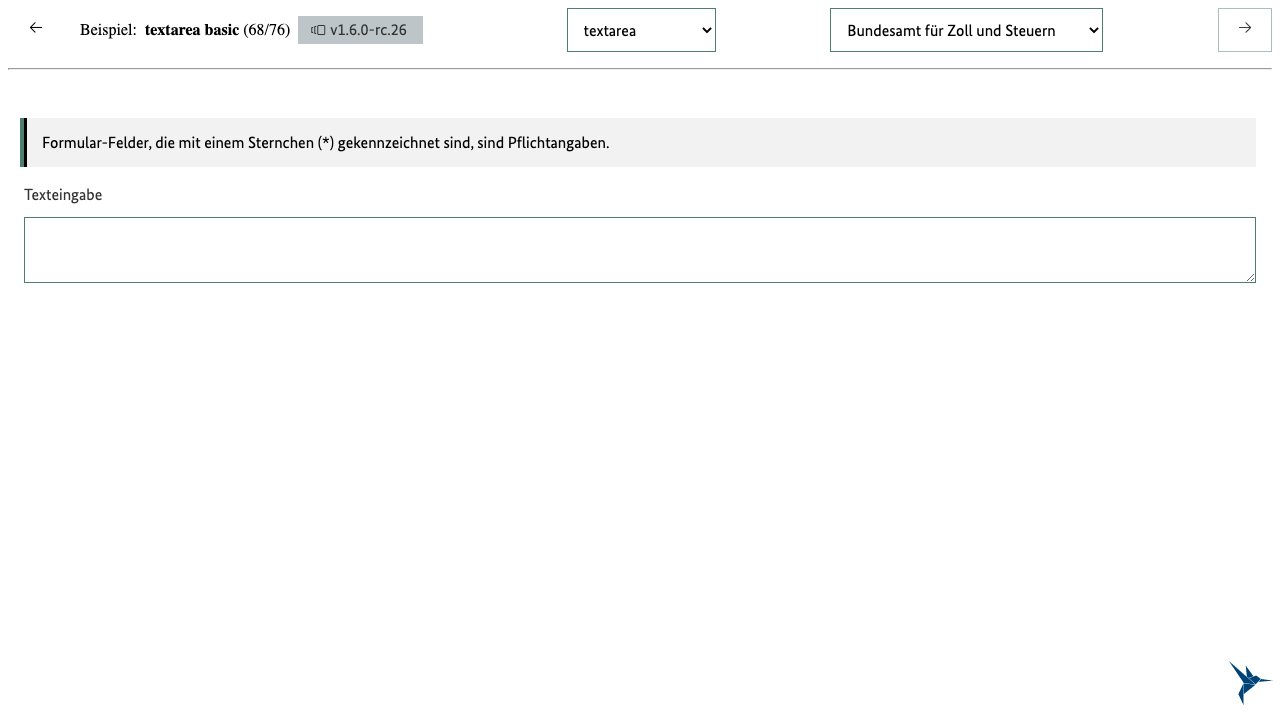 Beispiel: textarea basic (68/76) v1.6.0-rc.26 textarea Bundesamt für Zoll und Steuern
Formular-Felder, die mit einem Sternchen (*) gekennzeichnet sind, sind Pflichtangaben.
Texteingabe